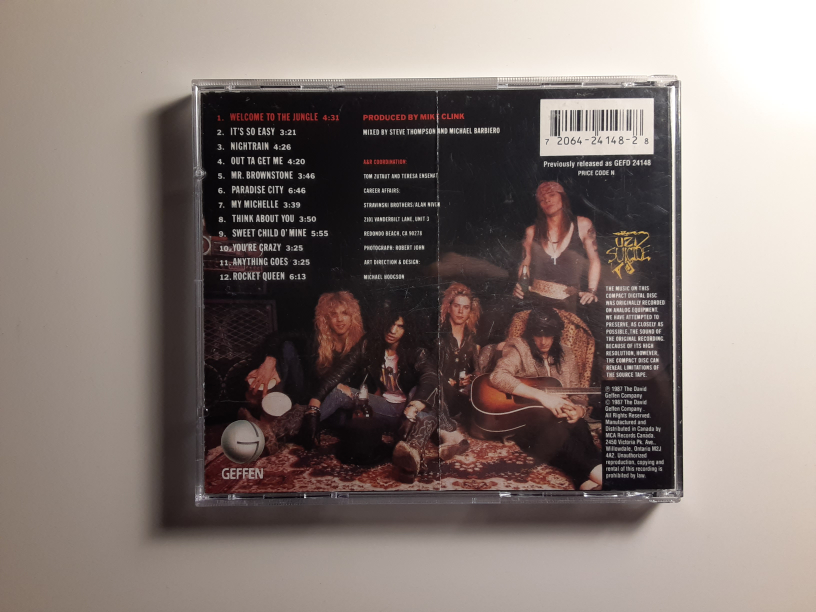 1. WELCOME TO THE JUNGLE 4:31
2. IT'S SO EASY 3:21
3. NIGHTRAIN 4:26
4. OUT TA GET ME 4:20
5. MR. BROWNSTONE 3:46
6. PARADISE CITY 6:46
7. MY MICHELLE 3:39
8. THINK ABOUT YOU 3:50
9. SWEET CHILD O' MINE 5:55
10. YOU'RE CRAZY 3:25
11. ANYTHING GOES 3:25
12. ROCKET QUEEN 6:13
PRODUCED BY MIKE CLINK
MIXED BY STEVE THOMPSON AND MICHAEL BARBIERO
A&R COORDINATION:
TOM ZUTAUT AND TERESA ENSENAT
CAREER AFFAIRS:
STRAVINSKI BROTHERS/ALAN NIVEN
VANDERBILT LANE, UNIT 3
REDONDO BEACH, CA 90278
PHOTOGRAPH: ROBERT JOHN
ART DIRECTION & DESIGN:
MICHAEL HODGSON
7 20642-24148-2 8
Previously released as GEFD 24148
PRICE CODE N
UZI
SUICIDE
THE MUSIC ON THIS
COMPACT DIGITAL DISC
WAS ORIGINALLY RECORDED
ON ANALOG EQUIPMENT.
WE HAVE ATTEMPTED TO
PRESERVE, AS CLOSELY AS
POSSIBLE, THE SOUND OF
THE ORIGINAL RECORDING.
BECAUSE OF ITS HIGH
RESOLUTION, HOWEVER,
THE COMPACT DISC CAN
REVEAL LIMITATIONS OF
THE SOURCE TAPE.
℗ 1987 The David
Geffen Company
© 1987 The David
Geffen Company.
All Rights Reserved.
Manufactured and
Distributed in Canada by
MCA Records Canada,
2450 Victoria Pk. Ave.,
Willowdale, Ontario M2J
4A2. Unauthorized
reproduction, copying and
rental of this recording is
prohibited by law.
GEFFEN